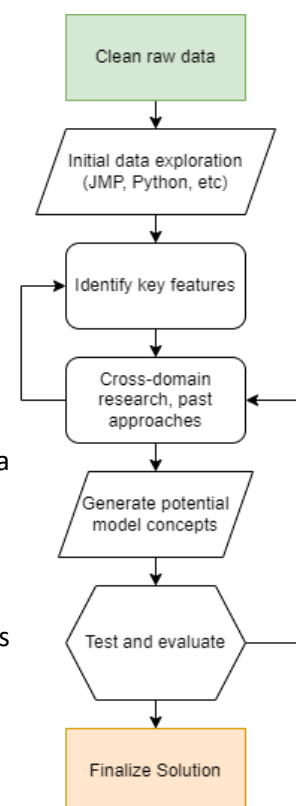 Clean raw data
Initial data exploration
(JMP, Python, etc)
Identify key features
Cross-domain
research, past
approaches
a
Generate potential
model concepts
s
Test and evaluate
Finalize Solution